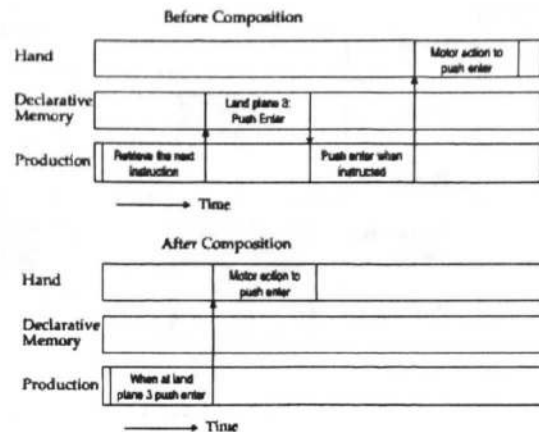 Before Composition
Hand
Motor action to
push enter
Declarative
Memory
Land plane 3:
Push Enter
Production
Retrieve the next
instruction
Push enter when
instructed
Time
After Composition
Hand
Motor action to
push enter
Declarative
Memory
Production
When at land
plane 3 push enter
Time